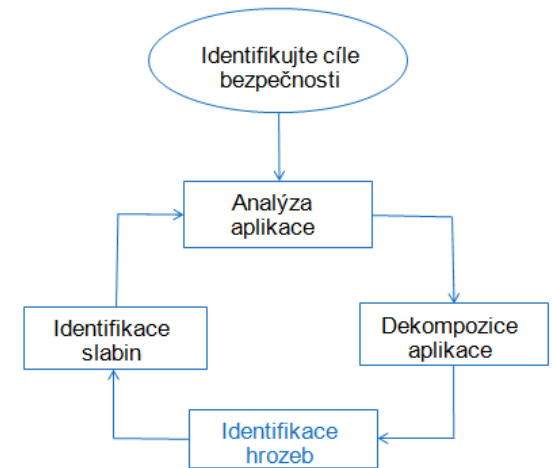 Identifikujte cíle
bezpečnosti
Analýza
aplikace
Identifikace
slabin
Dekompozice
aplikace
Identifikace
hrozeb